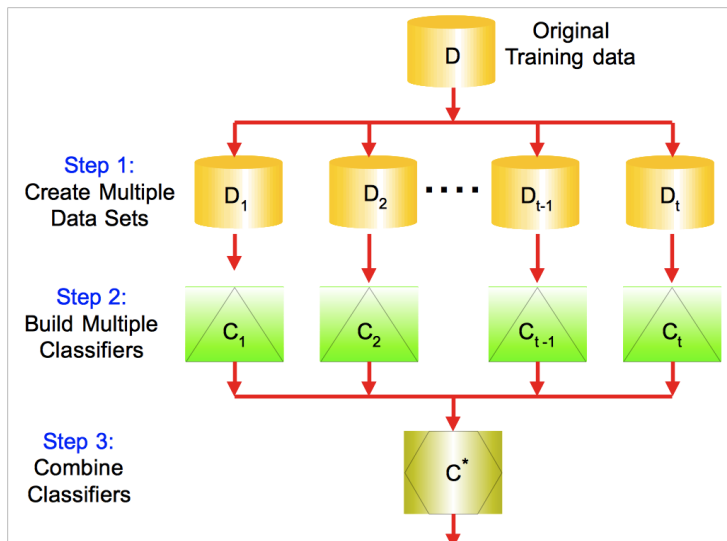 D
Original
Training data
Step 1:
Create Multiple
Data Sets
D₁
D₂
....
Dₜ₋₁
Dₜ
Step 2:
Build Multiple
Classifiers
C₁
C₂
Cₜ₋₁
Cₜ
Step 3:
Combine
Classifiers
C*